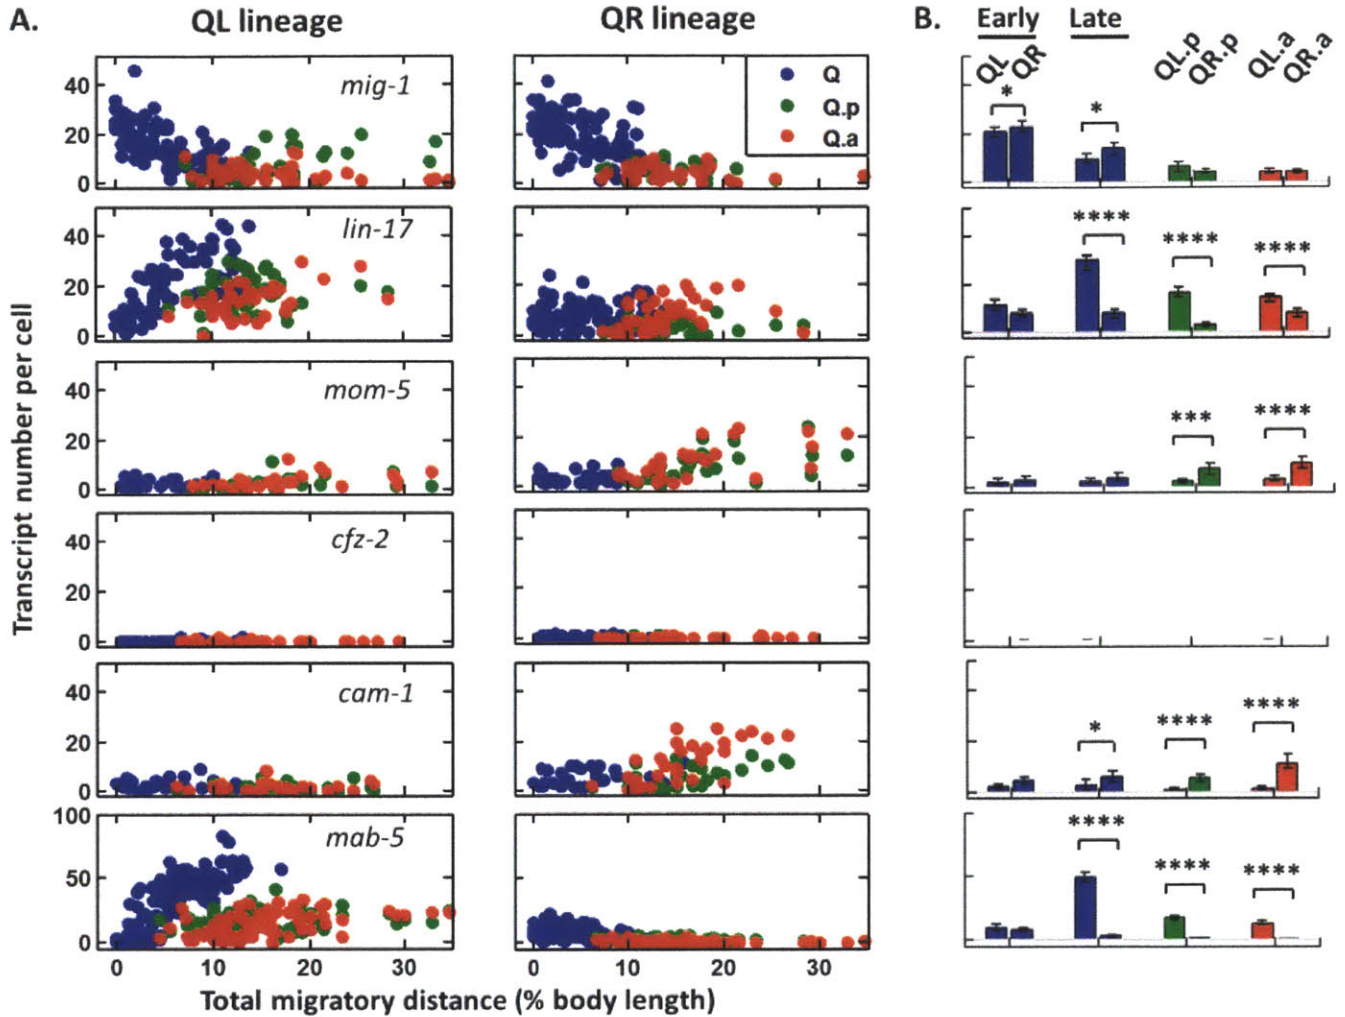 A.
QL lineage
QR lineage
B.
Early
Late
QL
QR
QL.p
QR.p
QL.a
QR.a
Transcript number per cell
40
20
0
mig-1
Q
Q.p
Q.a
*
*
40
20
0
lin-17
****
****
****
40
20
0
mom-5
***
****
40
20
0
cfz-2
40
20
0
cam-1
*
****
****
100
50
0
mab-5
****
****
****
0 10 20 30
0 10 20 30
Total migratory distance (% body length)